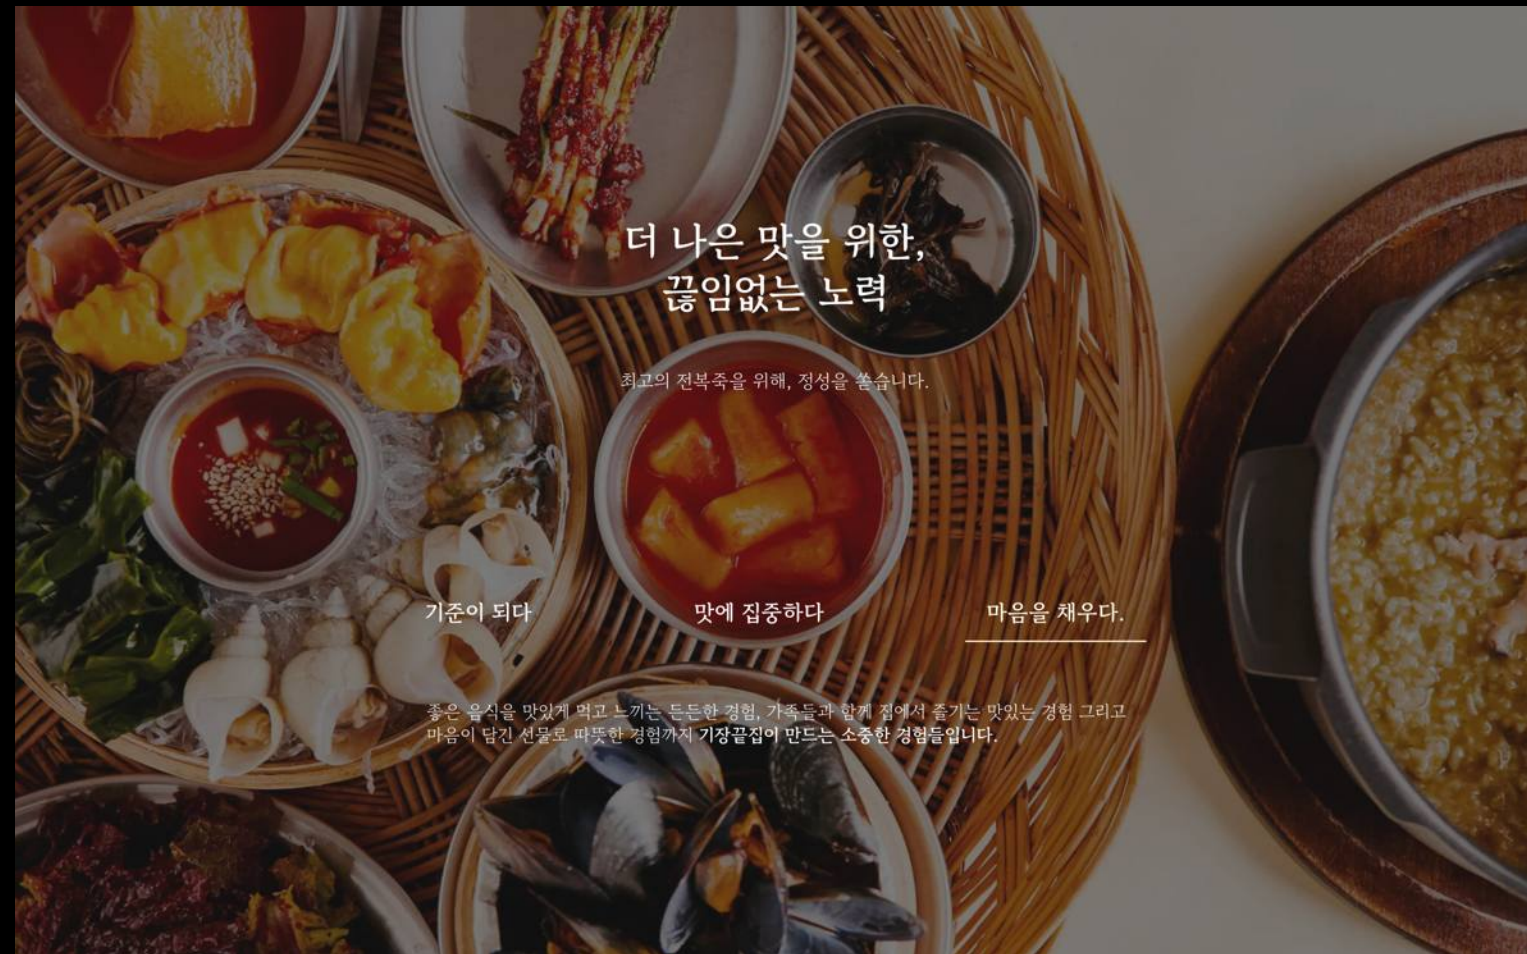 더 나은 맛을 위한,
끊임없는 노력
최고의 전복죽을 위해, 정성을 쏟습니다.
기준이 되다
맛에 집중하다
마음을 채우다.
좋은 음식을 맛있게 먹고 느끼는 든든한 경험, 가족들과 함께 집에서 즐기는 맛있는 경험 그리고
마음이 담긴 선물로 따뜻한 경험까지 기장끝집이 만드는 소중한 경험들입니다.